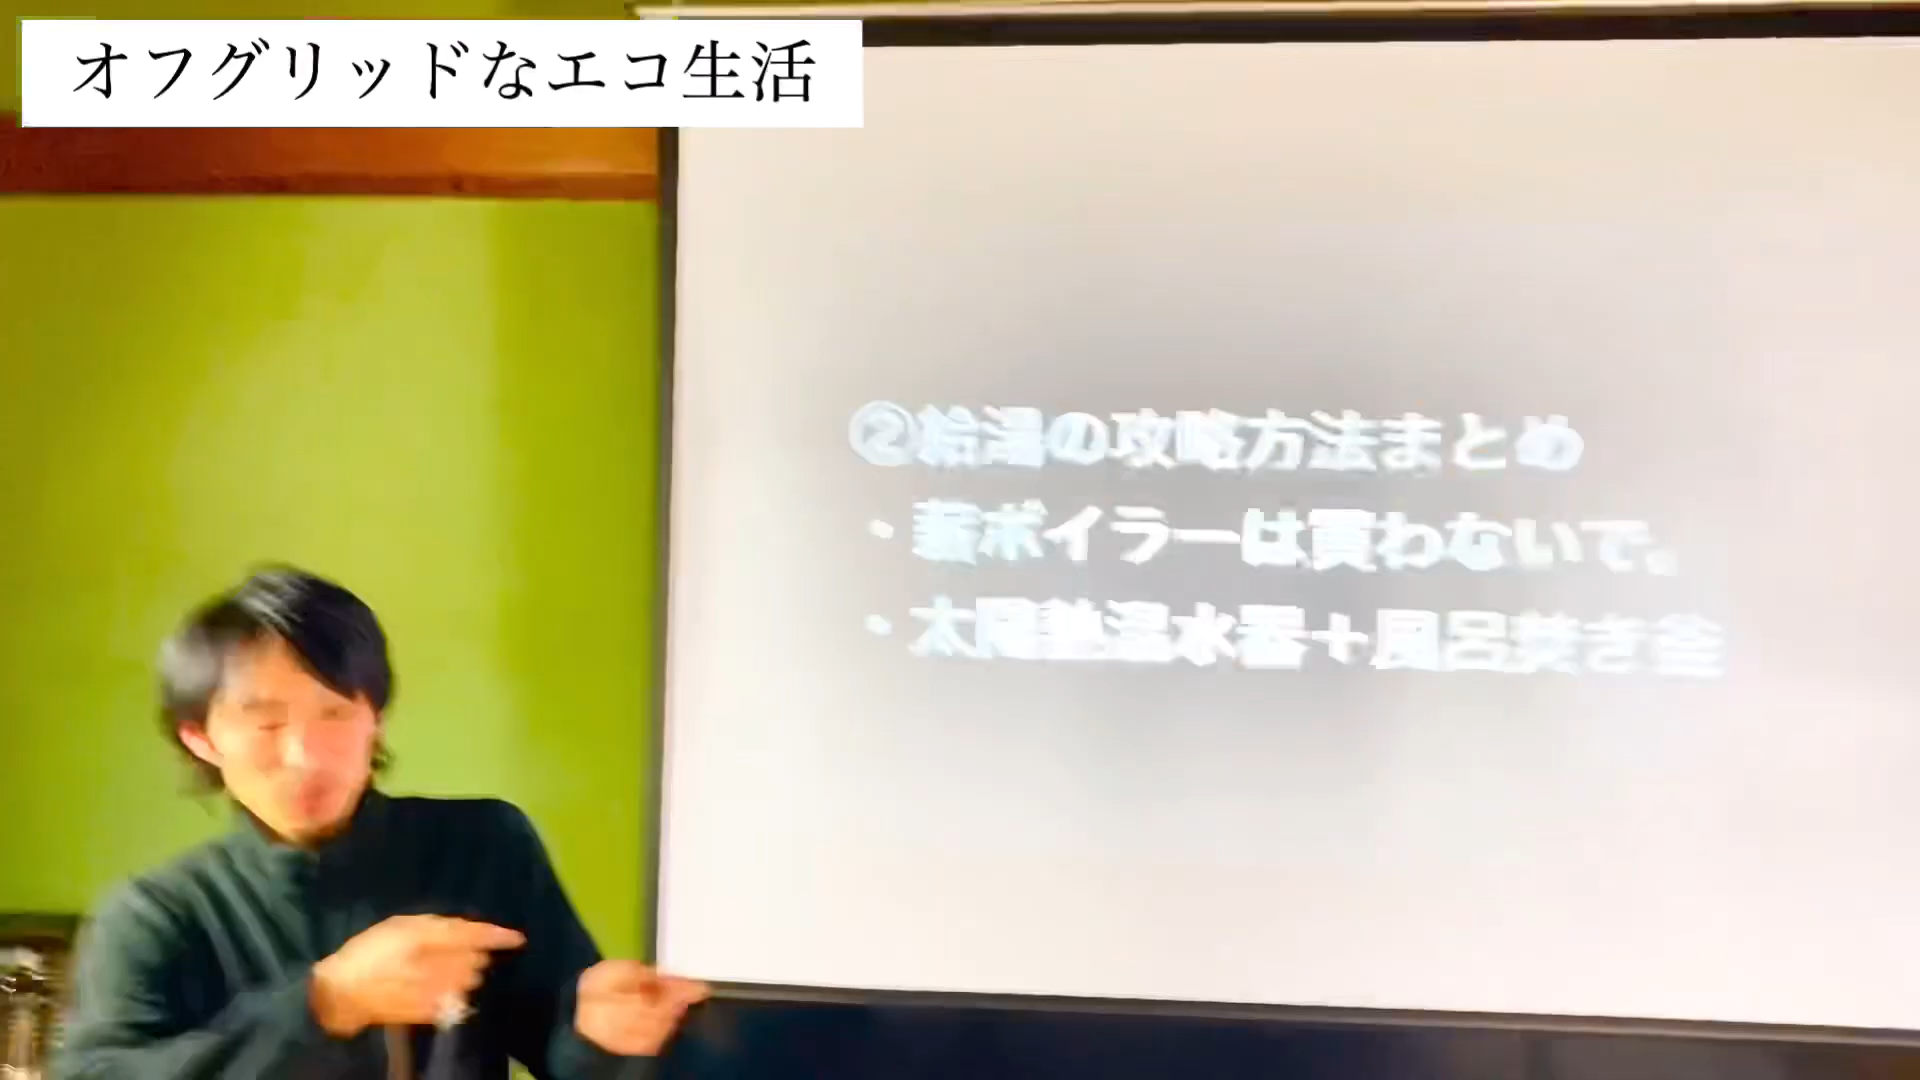 オフグリッドなエコ生活
②給湯の攻略方法まとめ
・薪ボイラーは買わないで。
・太陽熱温水器＋風呂焚き釜